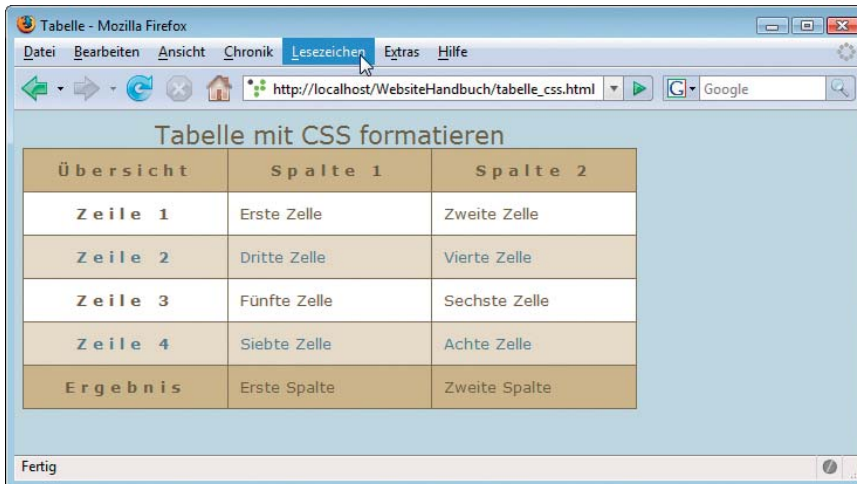 Tabelle - Mozilla Firefox
Datei Bearbeiten Ansicht Chronik Lesezeichen Extras Hilfe
http://localhost/WebsiteHandbuch/tabelle_css.html G Google
Tabelle mit CSS formatieren
Übersicht Spalte 1 Spalte 2
Zeile 1 Erste Zelle Zweite Zelle
Zeile 2 Dritte Zelle Vierte Zelle
Zeile 3 Fünfte Zelle Sechste Zelle
Zeile 4 Siebte Zelle Achte Zelle
Ergebnis Erste Spalte Zweite Spalte
Fertig